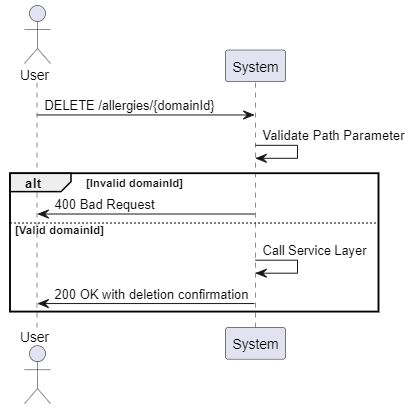 User
System
DELETE /allergies/{domainId}
Validate Path Parameter
alt [Invalid domainId]
400 Bad Request
[Valid domainId]
Call Service Layer
200 OK with deletion confirmation
User
System